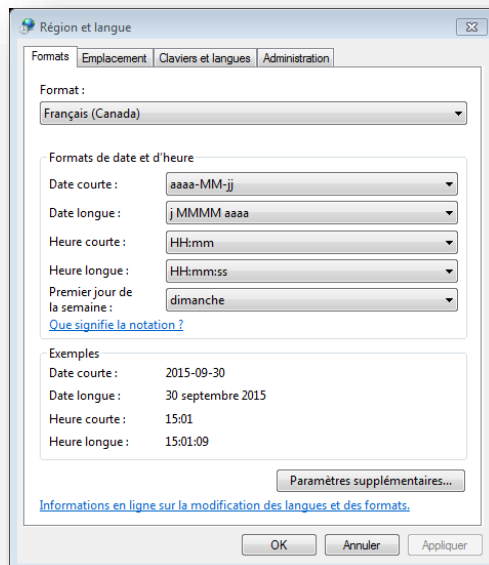 Région et langue
Formats Emplacement Claviers et langues Administration
Format :
Français (Canada)
Formats de date et d'heure
Date courte : aaaa-MM-jj
Date longue : j MMMM aaaa
Heure courte : HH:mm
Heure longue : HH:mm:ss
Premier jour de
la semaine : dimanche
Que signifie la notation ?
Exemples
Date courte : 2015-09-30
Date longue : 30 septembre 2015
Heure courte : 15:01
Heure longue : 15:01:09
Paramètres supplémentaires...
Informations en ligne sur la modification des langues et des formats.
OK Annuler Appliquer